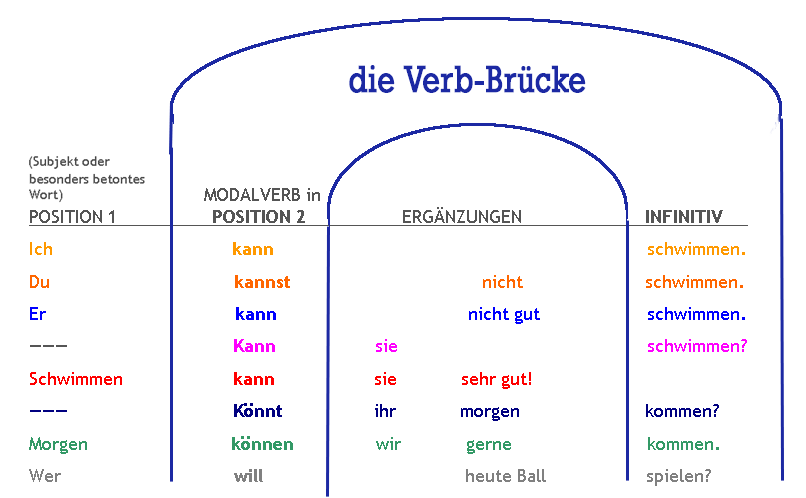 die Verb-Brücke
(Subjekt oder
besonders betontes
Wort)
POSITION 1 MODALVERB in POSITION 2 ERGÄNZUNGEN INFINITIV
Ich kann schwimmen.
Du kannst nicht schwimmen.
Er kann nicht gut schwimmen.
––– Kann sie schwimmen?
Schwimmen kann sie sehr gut!
––– Könnt ihr morgen kommen?
Morgen können wir gerne kommen.
Wer will heute Ball spielen?